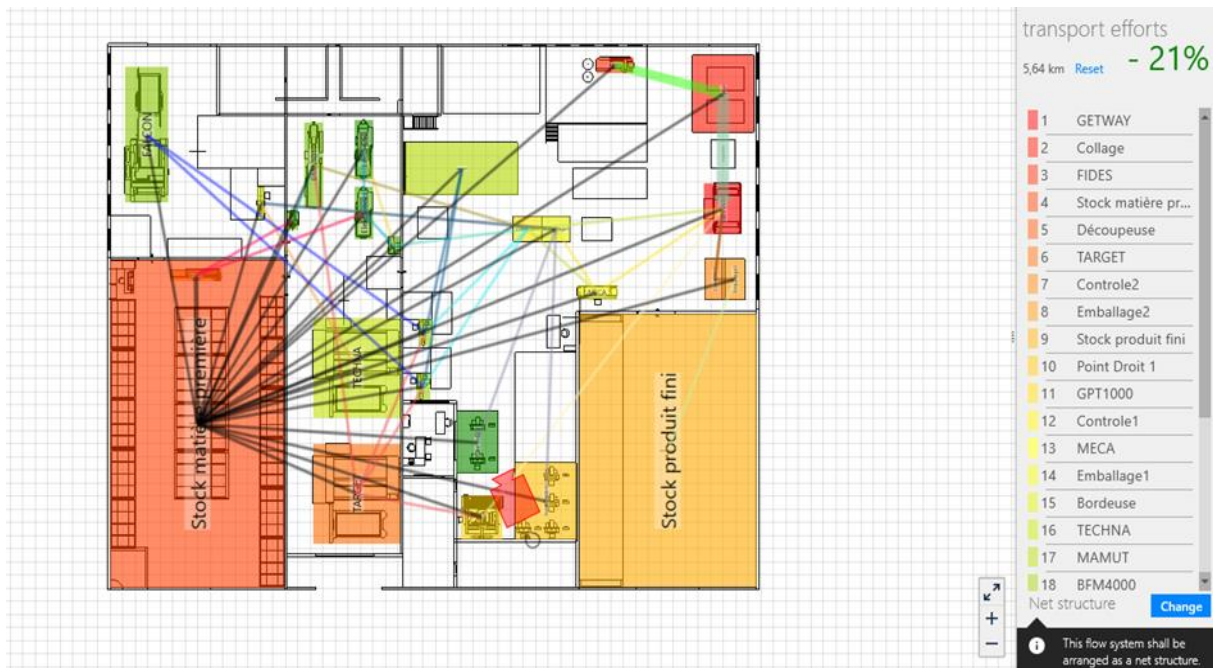 transport efforts
5,64 km Reset - 21%
1 GETWAY
2 Collage
3 FIDES
4 Stock matière pr...
5 Découpeuse
6 TARGET
7 Controle2
8 Emballage2
9 Stock produit fini
10 Point Droit 1
11 GPT1000
12 Controle1
13 MECA
14 Emballage1
15 Bordeuse
16 TECHNA
17 MAMUT
18 BFM4000
Net structure Change
This flow system shall be
arranged as a net structure.
FALCON
Stock matière première
TECHNA
TARGET
MECA
Stock produit fini